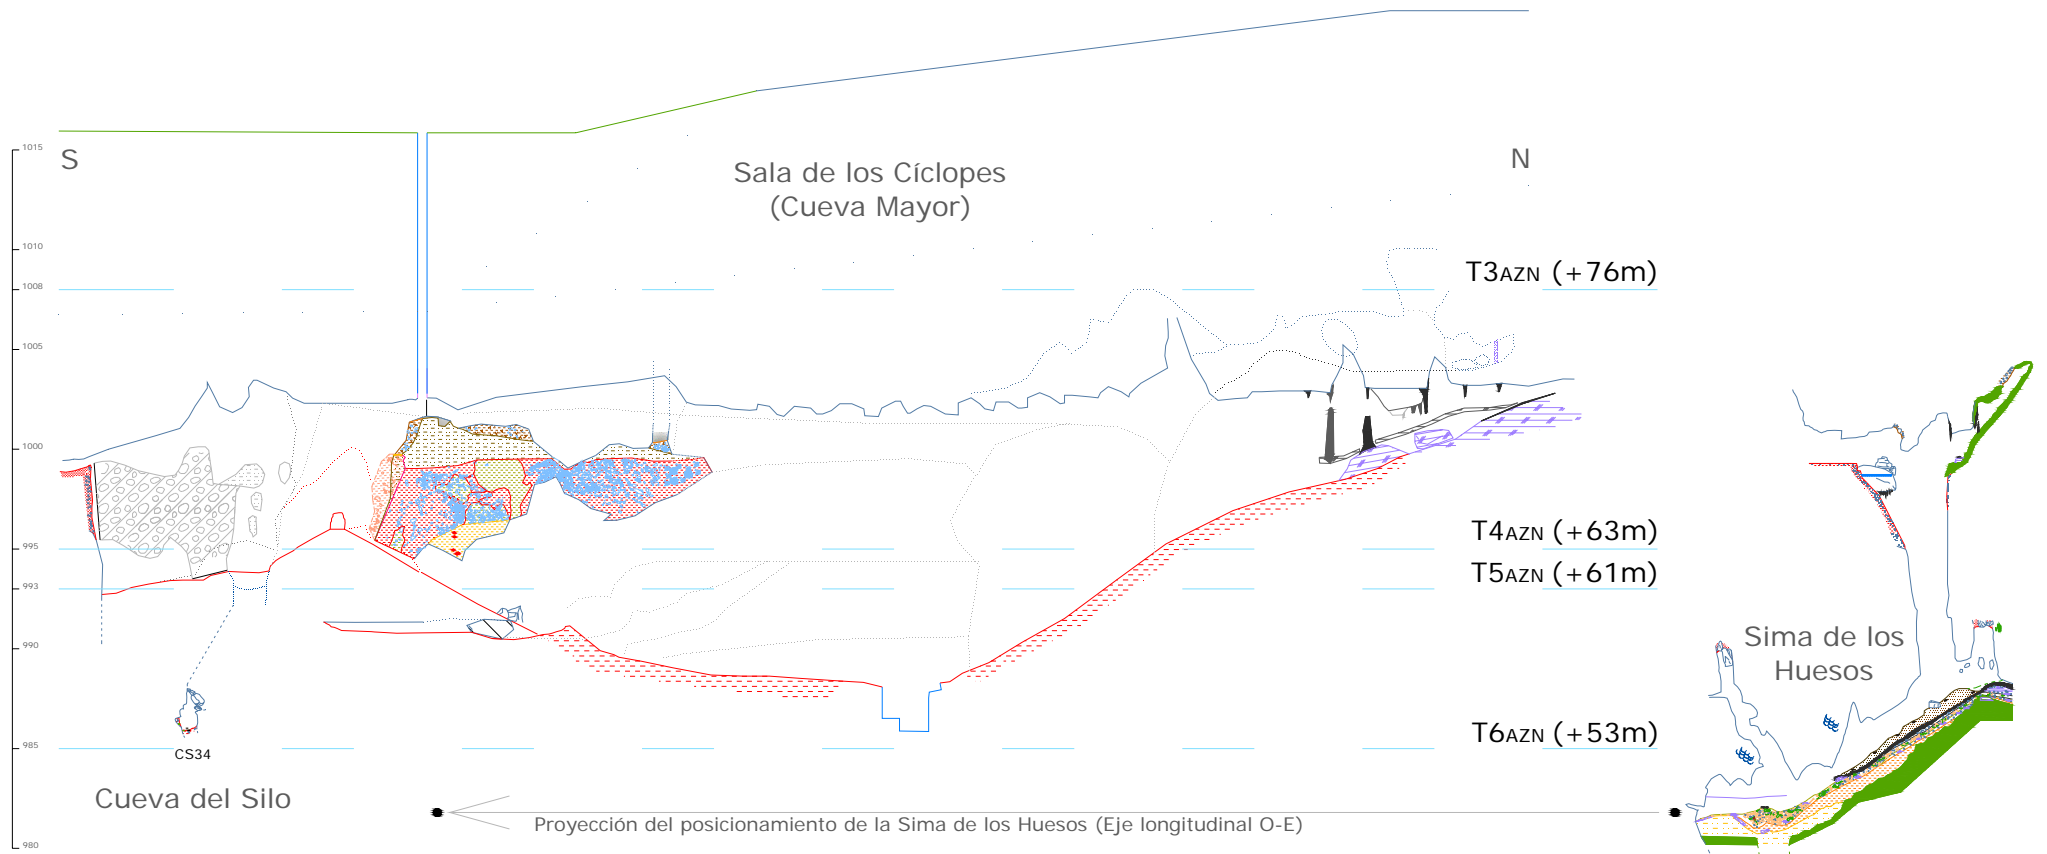 1015
S
N
Sala de los Cíclopes
(Cueva Mayor)
1010
T3AZN (+76m)
1008
1005
1000
T4AZN (+63m)
995
T5AZN (+61m)
993
990
Sima de los
Huesos
T6AZN (+53m)
985
CS34
Cueva del Silo
Proyección del posicionamiento de la Sima de los Huesos (Eje longitudinal O-E)
980